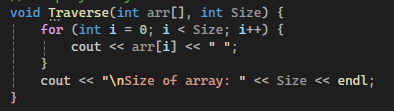 void Traverse(int arr[], int Size) {
    for (int i = 0; i < Size; i++) {
        cout << arr[i] << " ";
    }
    cout << "\nSize of array: " << Size << endl;
}